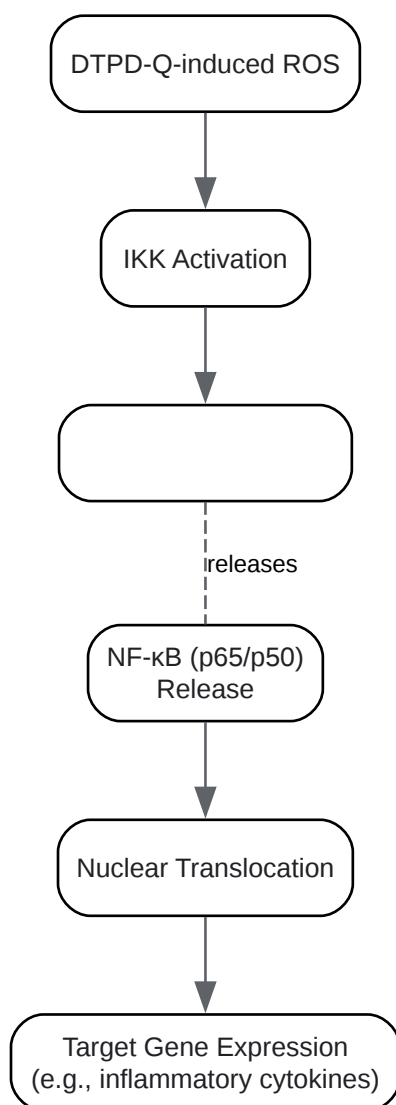 DTPD-Q-induced ROS
IKK Activation
releases
NF-κB (p65/p50)
Release
Nuclear Translocation
Target Gene Expression
(e.g., inflammatory cytokines)